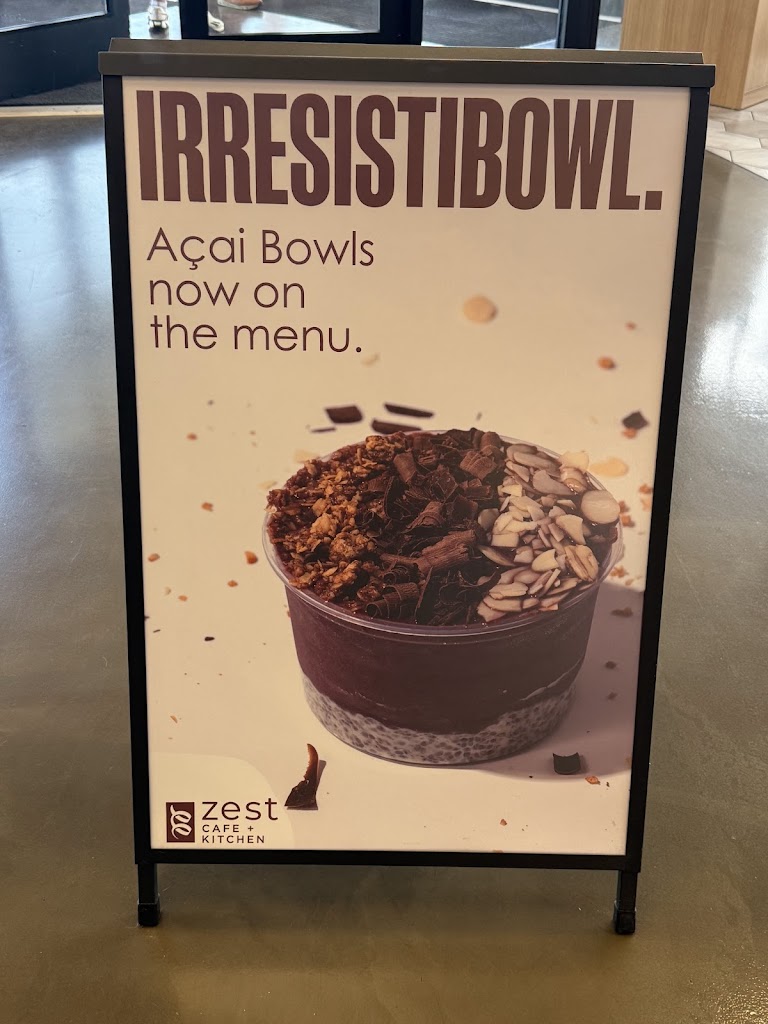 IRRESISTIBOWL.
Açai Bowls
now on
the menu.
zest
CAFE +
KITCHEN